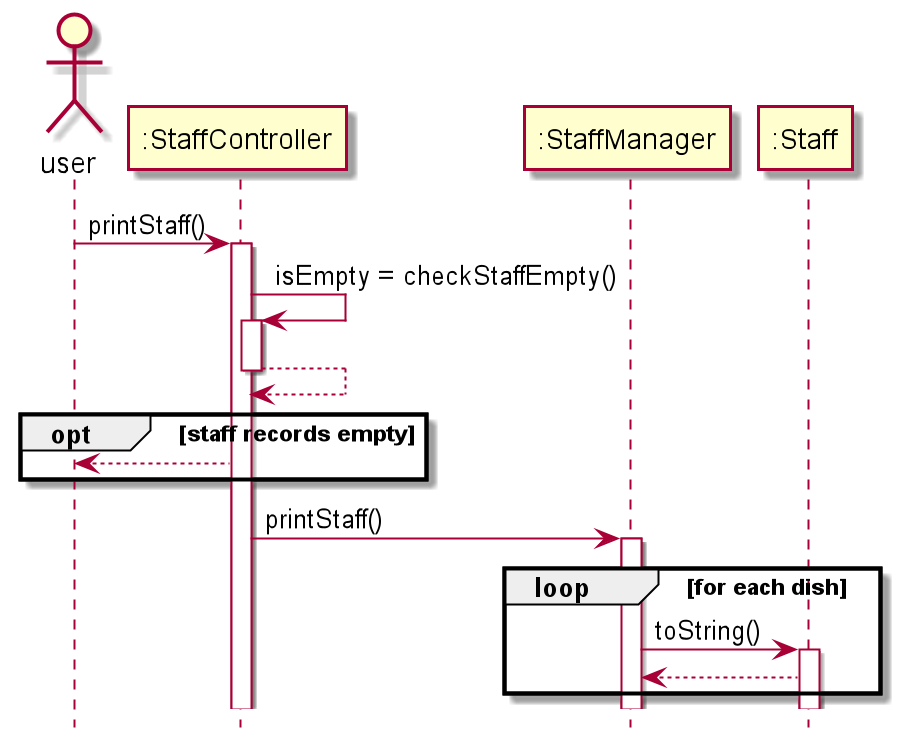 user
:StaffController
:StaffManager
:Staff
printStaff()
isEmpty = checkStaffEmpty()
opt
[staff records empty]
printStaff()
loop
[for each dish]
toString()